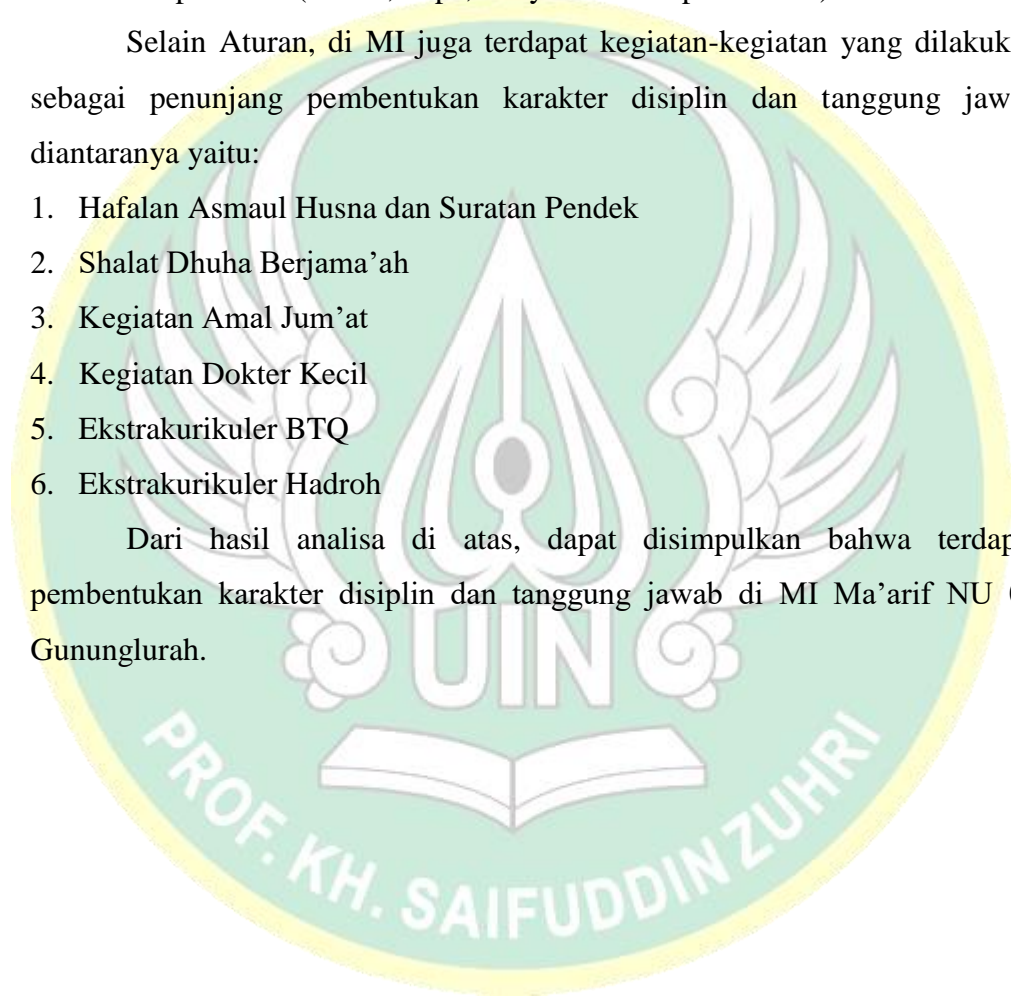 Selain Aturan, di MI juga terdapat kegiatan-kegiatan yang dilakuk
sebagai penunjang pembentukan karakter disiplin dan tanggung jaw
diantaranya yaitu:
1. Hafalan Asmaul Husna dan Suratan Pendek
2. Shalat Dhuha Berjama’ah
3. Kegiatan Amal Jum’at
4. Kegiatan Dokter Kecil
5. Ekstrakurikuler BTQ
6. Ekstrakurikuler Hadroh
Dari hasil analisa di atas, dapat disimpulkan bahwa terdap
pembentukan karakter disiplin dan tanggung jawab di MI Ma’arif NU
Gununglurah.
UIN
PROF. KH. SAIFUDDIN ZUHRI